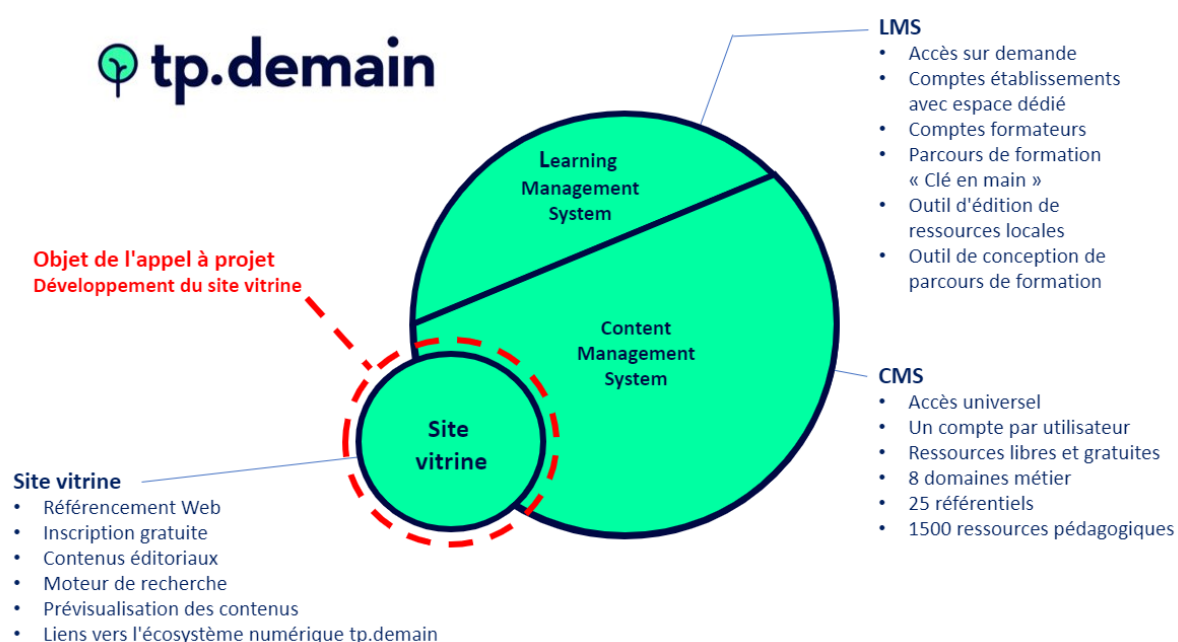 tp.demain
LMS
• Accès sur demande
• Comptes établissements
avec espace dédié
• Comptes formateurs
• Parcours de formation
« Clé en main »
• Outil d'édition de
ressources locales
• Outil de conception de
parcours de formation
Learning
Management
System
Objet de l'appel à projet
Développement du site vitrine
Content
Management
System
CMS
• Accès universel
• Un compte par utilisateur
• Ressources libres et gratuites
• 8 domaines métier
• 25 référentiels
• 1500 ressources pédagogiques
Site
vitrine
Site vitrine
• Référencement Web
• Inscription gratuite
• Contenus éditoriaux
• Moteur de recherche
• Prévisualisation des contenus
• Liens vers l'écosystème numérique tp.demain